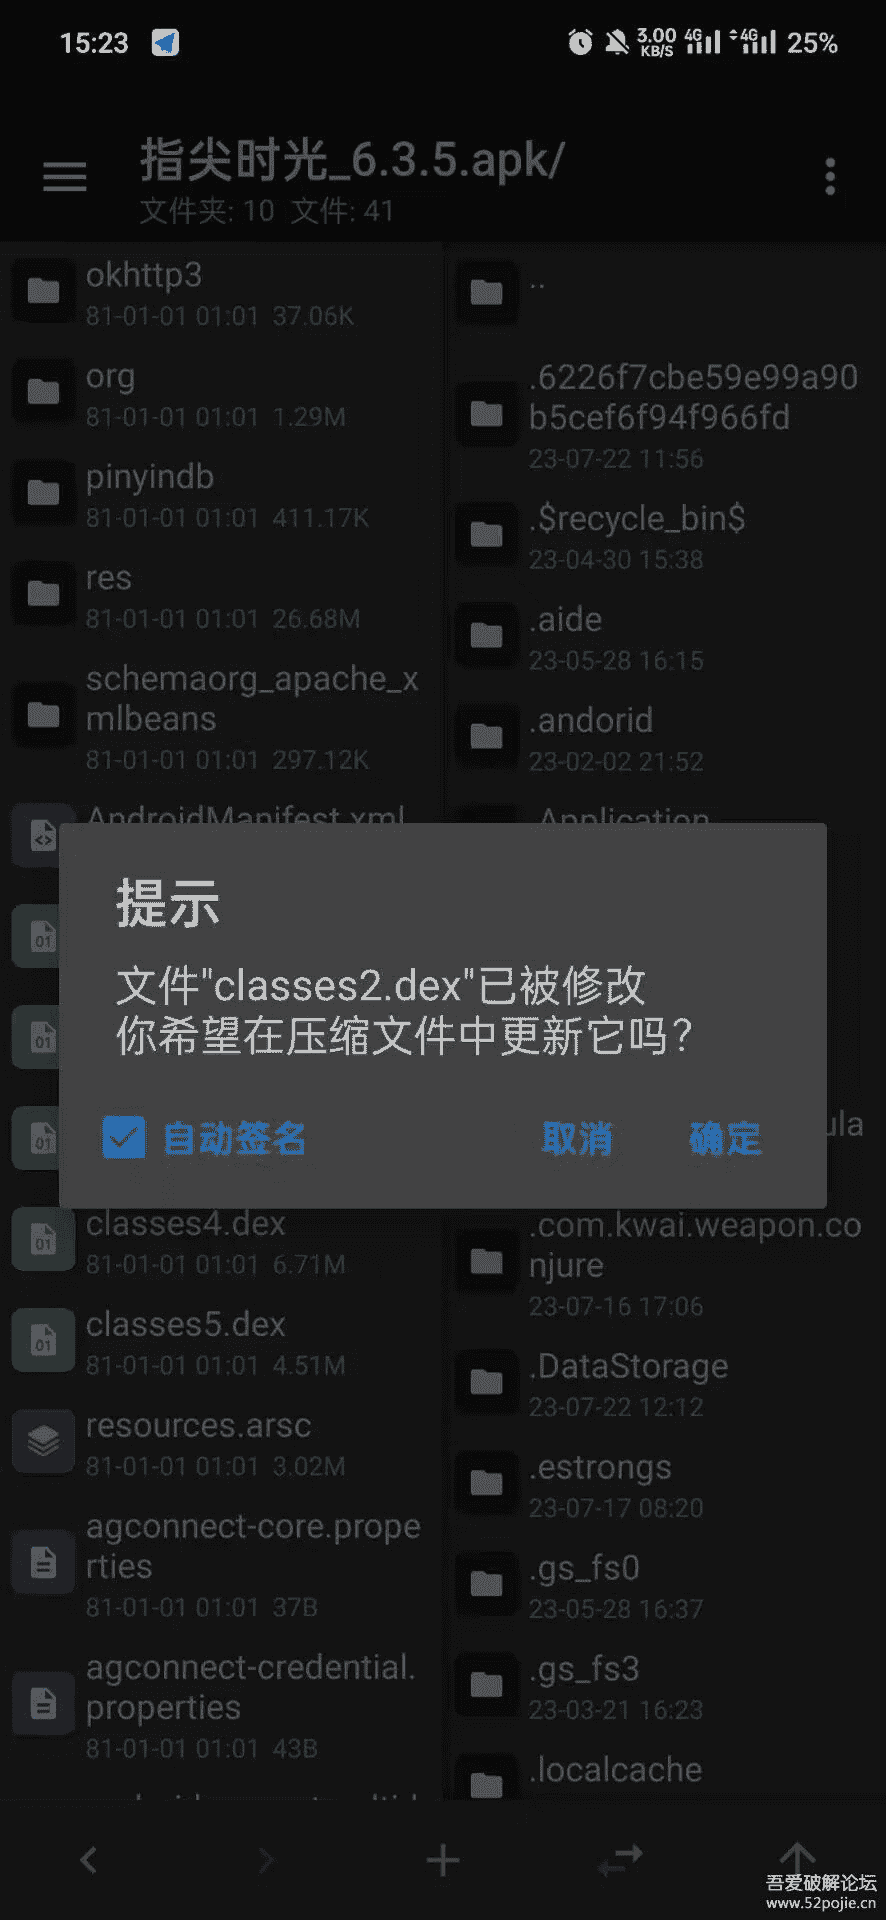 15:23
3.00
KB/S
4G
4G
25%
指尖时光_6.3.5.apk/
文件夹: 10 文件: 41
okhttp3
81-01-01 01:01 37.06K
org
81-01-01 01:01 1.29M
pinyindb
81-01-01 01:01 411.17K
res
81-01-01 01:01 26.68M
schemaorg_apache_x
mlbeans
81-01-01 01:01 297.12K
AndroidManifest.xml
..
.6226f7cbe59e99a90
b5cef6f94f966fd
23-07-22 11:56
.$recycle_bin$
23-04-30 15:38
.aide
23-05-28 16:15
.andorid
23-02-02 21:52
Application
提示
文件"classes2.dex"已被修改
你希望在压缩文件中更新它吗?
自动签名
取消
确定
01
01
01
01
classes4.dex
81-01-01 01:01 6.71M
01
classes5.dex
81-01-01 01:01 4.51M
resources.arsc
81-01-01 01:01 3.02M
agconnect-core.prope
rties
81-01-01 01:01 37B
agconnect-credential.
properties
81-01-01 01:01 43B
ula
.com.kwai.weapon.co
njure
23-07-16 17:06
.DataStorage
23-07-22 12:12
.estrongs
23-07-17 08:20
.gs_fs0
23-05-28 16:37
.gs_fs3
23-03-21 16:23
.localcache
吾爱破解论坛
www.52pojie.cn